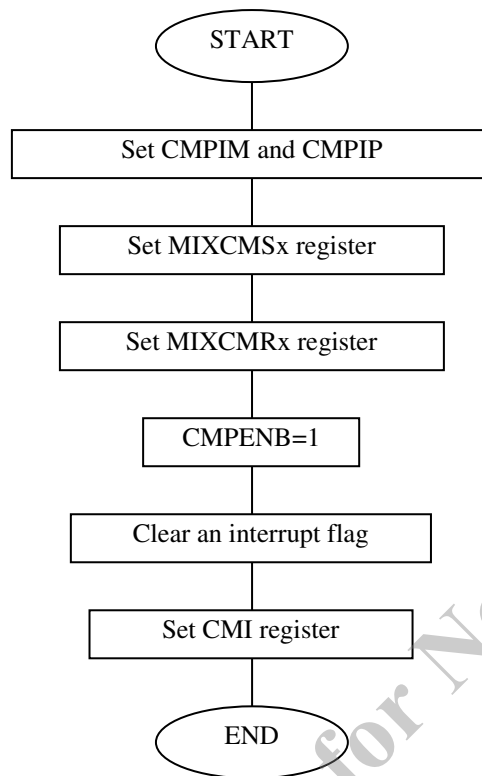 START
Set CMPIM and CMPIP
Set MIXCMSx register
Set MIXCMRx register
CMPENB=1
Clear an interrupt flag
Set CMI register
END
for